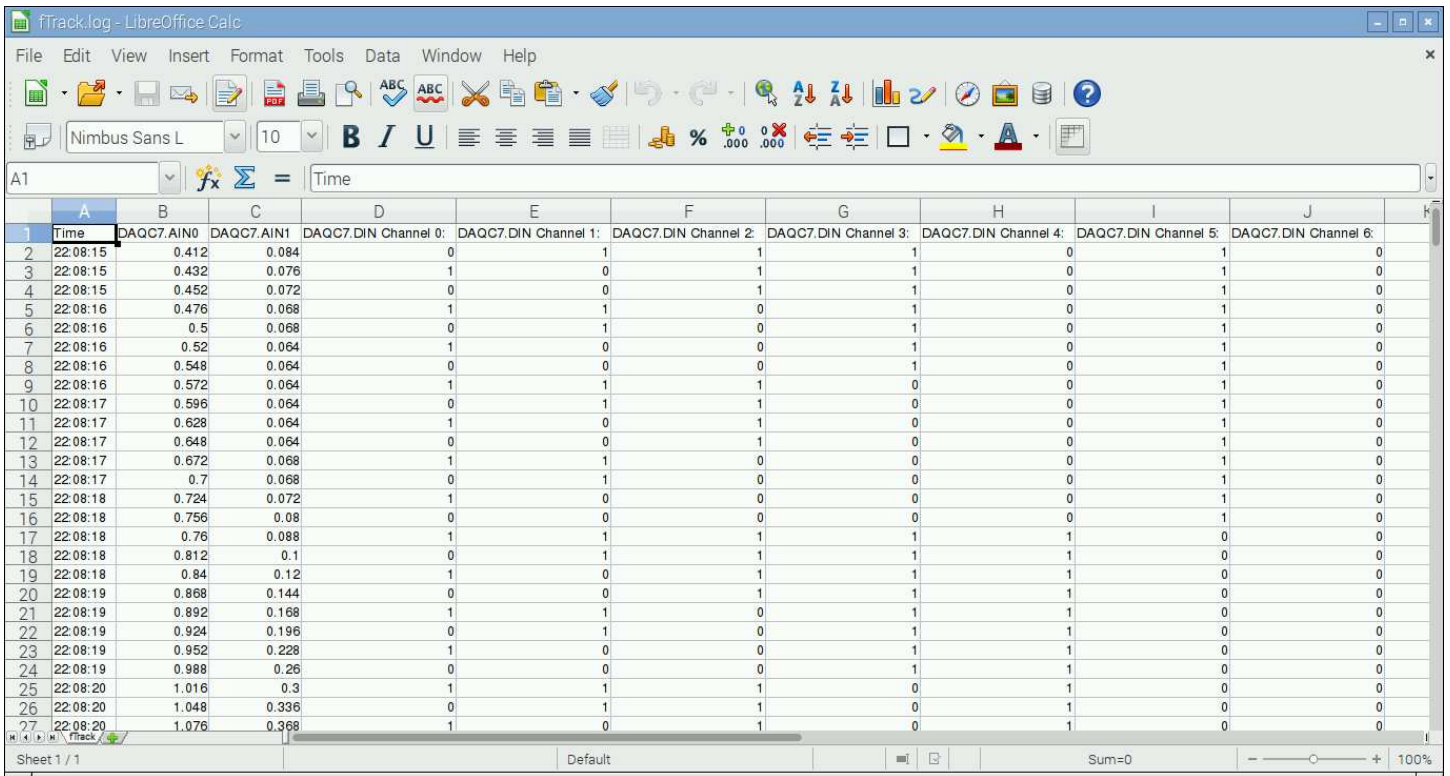 fTrack.log - LibreOffice Calc
File Edit View Insert Format Tools Data Window Help
Nimbus Sans L 10
A1 Time
A B C D E F G H I J K
1 Time DAQC7.AIN0 DAQC7.AIN1 DAQC7.DIN Channel 0: DAQC7.DIN Channel 1: DAQC7.DIN Channel 2: DAQC7.DIN Channel 3: DAQC7.DIN Channel 4: DAQC7.DIN Channel 5: DAQC7.DIN Channel 6:
2 22:08:15 0.412 0.084 0 1 1 1 0 1 0
3 22:08:15 0.432 0.076 1 0 1 1 0 1 0
4 22:08:15 0.452 0.072 0 0 1 1 0 1 0
5 22:08:16 0.476 0.068 1 1 0 1 0 1 0
6 22:08:16 0.5 0.068 0 1 0 1 0 1 0
7 22:08:16 0.52 0.064 1 0 0 1 0 1 0
8 22:08:16 0.548 0.064 0 0 0 1 0 1 0
9 22:08:16 0.572 0.064 1 1 1 0 0 1 0
10 22:08:17 0.596 0.064 0 1 1 0 0 1 0
11 22:08:17 0.628 0.064 1 0 1 0 0 1 0
12 22:08:17 0.648 0.064 0 0 1 0 0 1 0
13 22:08:17 0.672 0.068 1 1 0 0 0 1 0
14 22:08:17 0.7 0.068 0 1 0 0 0 1 0
15 22:08:18 0.724 0.072 1 0 0 0 0 1 0
16 22:08:18 0.756 0.08 0 0 0 0 0 1 0
17 22:08:18 0.76 0.088 1 1 1 1 1 0 0
18 22:08:18 0.812 0.1 0 1 1 1 1 0 0
19 22:08:18 0.84 0.12 1 0 1 1 1 0 0
20 22:08:19 0.868 0.144 0 0 1 1 1 0 0
21 22:08:19 0.892 0.168 1 1 0 1 1 0 0
22 22:08:19 0.924 0.196 0 1 0 1 1 0 0
23 22:08:19 0.952 0.228 1 0 0 1 1 0 0
24 22:08:19 0.988 0.26 0 0 0 1 1 0 0
25 22:08:20 1.016 0.3 1 1 1 0 1 0 0
26 22:08:20 1.048 0.336 0 1 1 0 1 0 0
27 22:08:20 1.076 0.368 1 0 1 0 1 0 0
fTrack
Sheet 1 / 1 Default Sum=0 100%